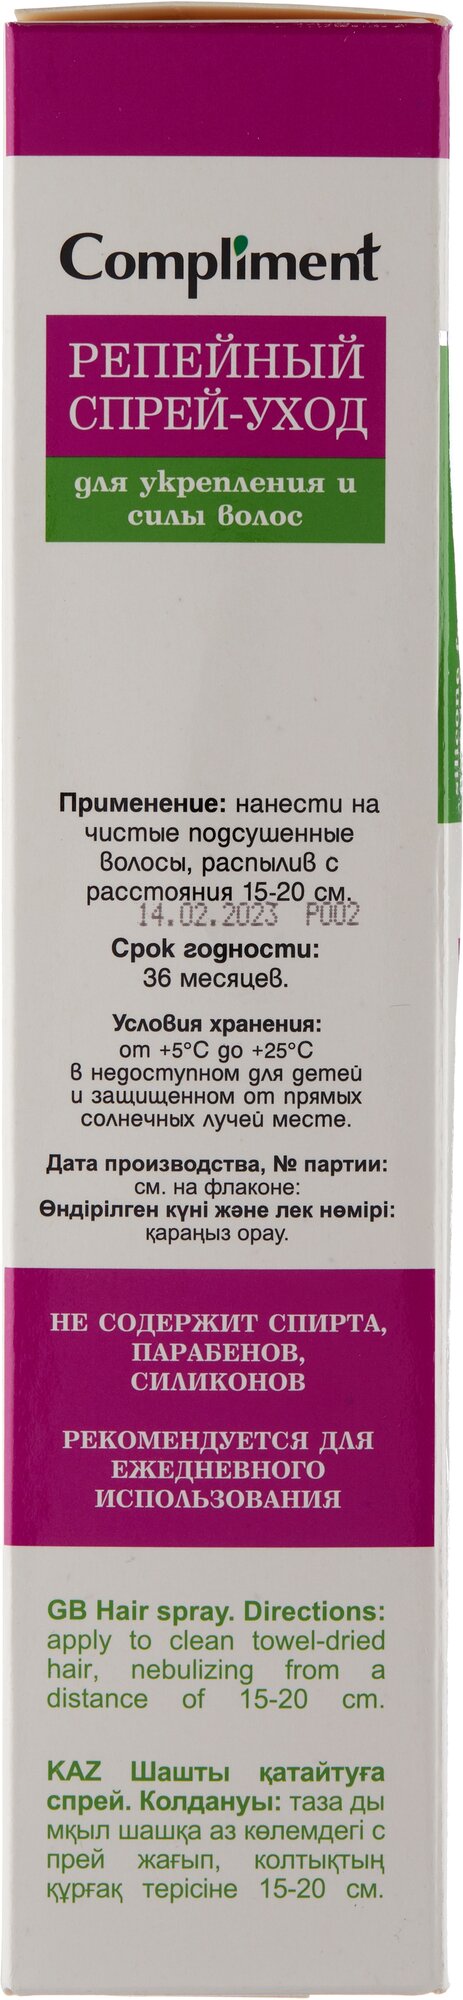 Compliment
РЕПЕЙНЫЙ
СПРЕЙ-УХОД
для укрепления и
силы волос
Применение: нанести на
чистые подсушенные
волосы, распылив с
расстояния 15-20 см.
14.02.2023 P002
Срок годности:
36 месяцев.
Условия хранения:
от +5°С до +25°С
в недоступном для детей
и защищенном от прямых
солнечных лучей месте.
Дата производства, № партии:
см. на флаконе:
Өндірілген күні және лек нөмірі:
қараңыз орау.
НЕ СОДЕРЖИТ СПИРТА,
ПАРАБЕНОВ,
СИЛИКОНОВ
РЕКОМЕНДУЕТСЯ ДЛЯ
ЕЖЕДНЕВНОГО
ИСПОЛЬЗОВАНИЯ
GB Hair spray. Directions:
apply to clean towel-dried
hair, nebulizing from a
distance of 15-20 cm.
KAZ Шашты қатайтуға
спрей. Колдануы: таза ды
мқыл шашқа аз көлемдегі с
прей жағып, колтықтың
құрғақ терісіне 15-20 см.